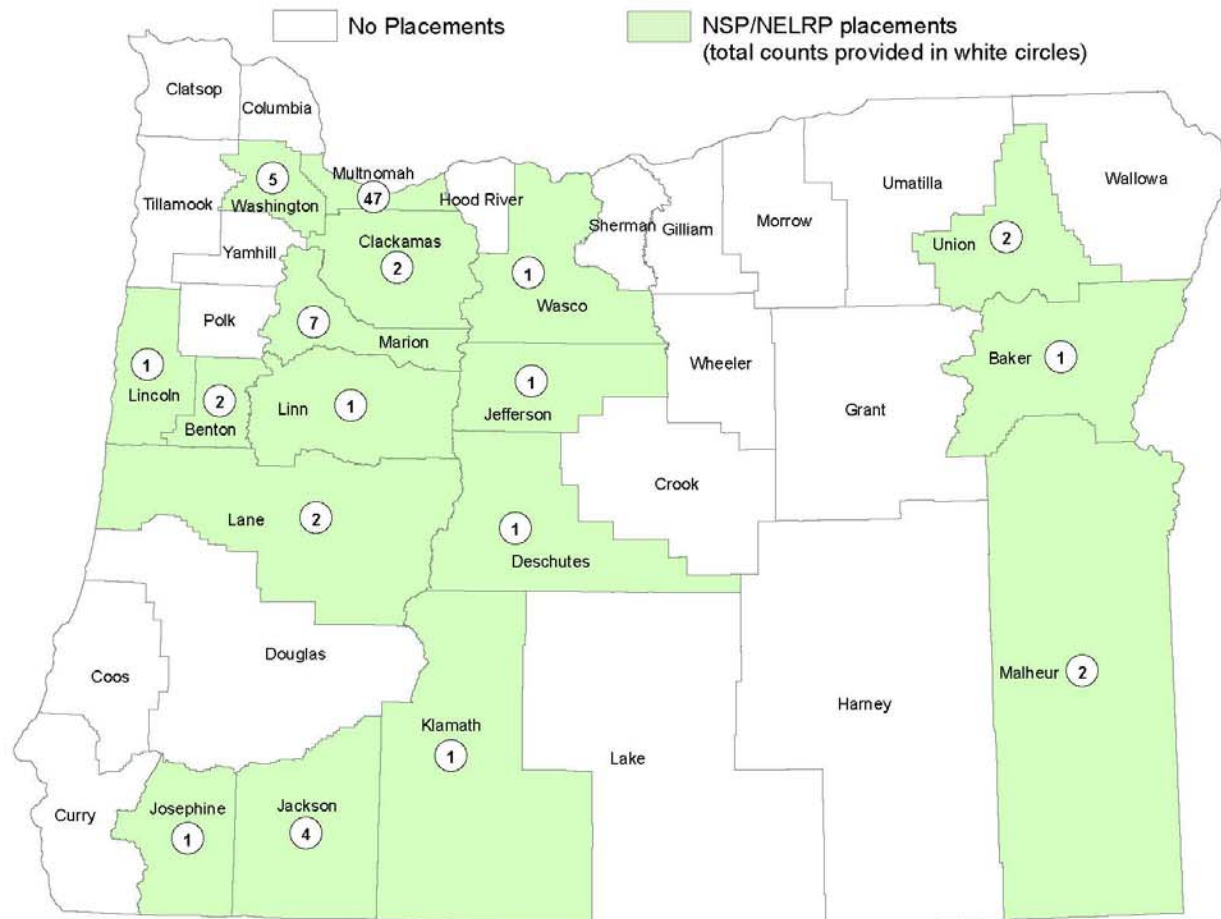 No Placements
NSP/NELRP placements
(total counts provided in white circles)
Clatsop
Columbia
Multnomah
47
5
Washington
Tillamook
Hood River
Sherman
Gilliam
Morrow
Umatilla
Wallowa
Union
2
Yamhill
Clackamas
2
1
Wasco
Polk
7
Marion
Wheeler
Baker
1
1
Lincoln
2
Benton
Linn
1
1
Jefferson
Grant
Crook
Lane
2
1
Deschutes
Douglas
Coos
Malheur
2
Harney
Klamath
1
Lake
Curry
Josephine
1
Jackson
4